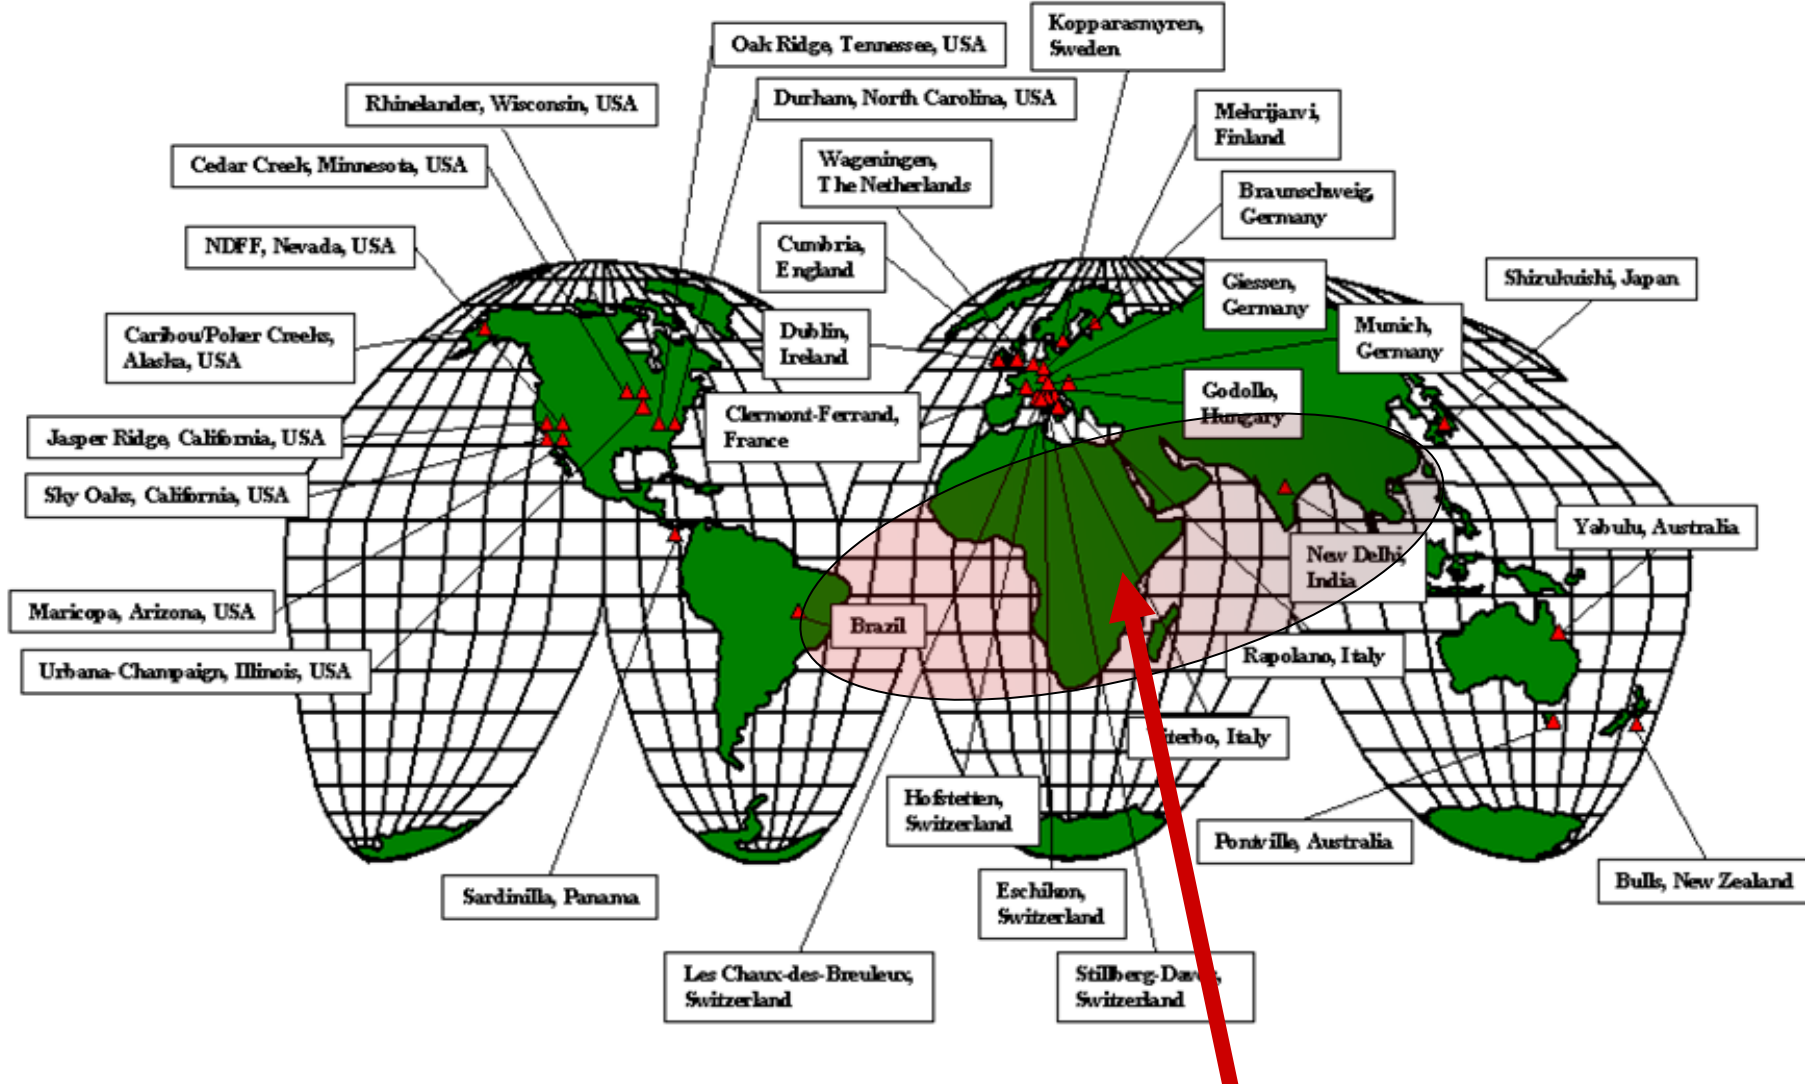 Kopparasmyren,
Sweden
Oak Ridge, Tennessee, USA
Rhinelander, Wisconsin, USA
Durham, North Carolina, USA
Mekrijarvi,
Finland
Cedar Creek, Minnesota, USA
Wageningen,
The Netherlands
Braunschweig,
Germany
NDFF, Nevada, USA
Cumbria,
England
Giessen,
Germany
Shizukuishi, Japan
Caribou/Poker Creeks,
Alaska, USA
Dublin,
Ireland
Munich,
Germany
Godollo,
Hungary
Clermont-Ferrand,
France
Jasper Ridge, California, USA
Sky Oaks, California, USA
Yabulu, Australia
New Delhi,
India
Maricopa, Arizona, USA
Brazil
Urbana-Champaign, Illinois, USA
Rapolano, Italy
Viterbo, Italy
Hofstetten,
Switzerland
Pontville, Australia
Sardinilla, Panama
Eschikon,
Switzerland
Bulls, New Zealand
Les Chaux-des-Breuleux,
Switzerland
Stillberg-Davos,
Switzerland